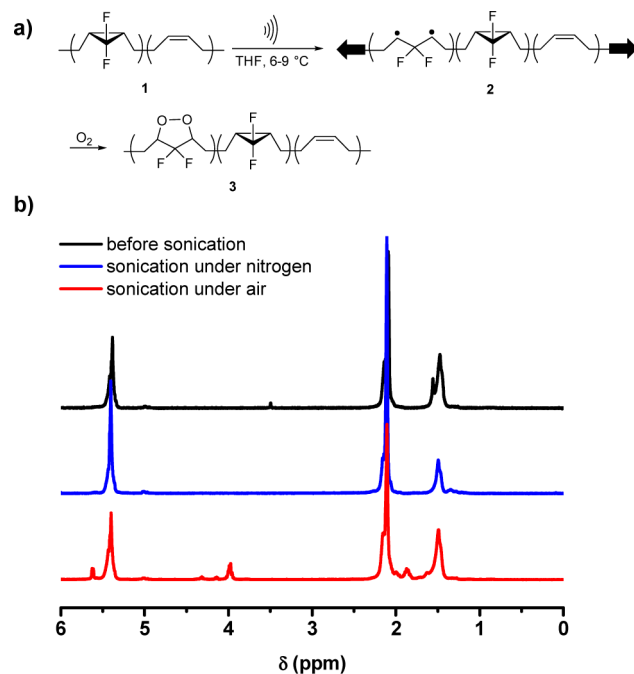 a)
F
F
1
THF, 6-9 °C
F F
F
F
2
O2
O-O
F F
F
F
3
b)
before sonication
sonication under nitrogen
sonication under air
6 5 4 3 2 1 0
δ (ppm)